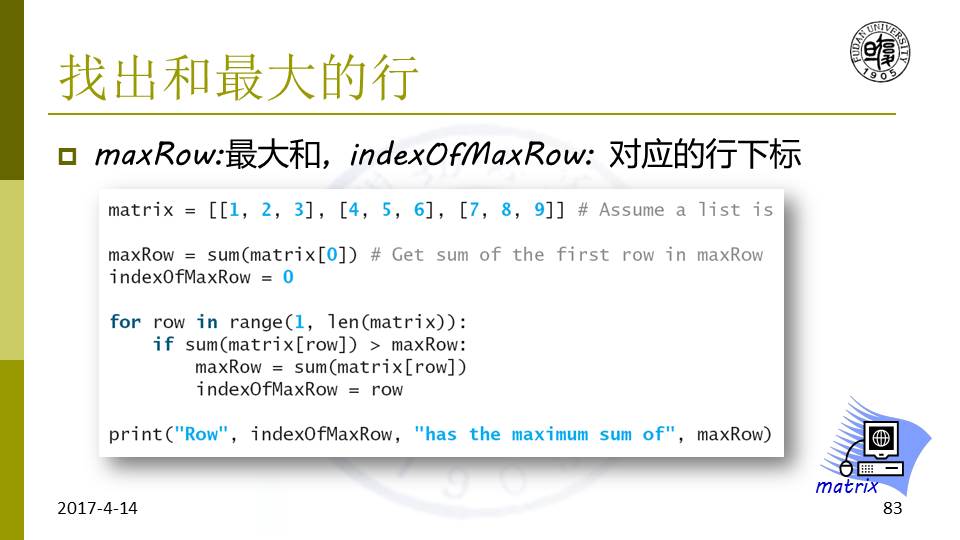 FUDAN UNIVERSITY
1905
找出和最大的行
maxRow:最大和，indexOfMaxRow: 对应的行下标
matrix = [[1, 2, 3], [4, 5, 6], [7, 8, 9]] # Assume a list is
maxRow = sum(matrix[0]) # Get sum of the first row in maxRow
indexOfMaxRow = 0
for row in range(1, len(matrix)):
    if sum(matrix[row]) > maxRow:
        maxRow = sum(matrix[row])
        indexOfMaxRow = row
print("Row", indexOfMaxRow, "has the maximum sum of", maxRow)
matrix
2017-4-14
83